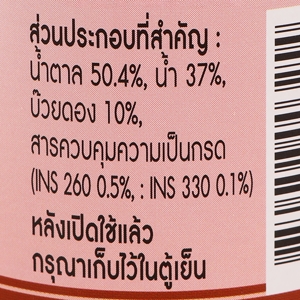 ส่วนประกอบที่สำคัญ :
น้ำตาล 50.4%, น้ำ 37%,
บ๊วยดอง 10%,
สารควบคุมความเป็นกรด
(INS 260 0.5%, : INS 330 0.1%)
หลังเปิดใช้แล้ว
กรุณาเก็บไว้ในตู้เย็น